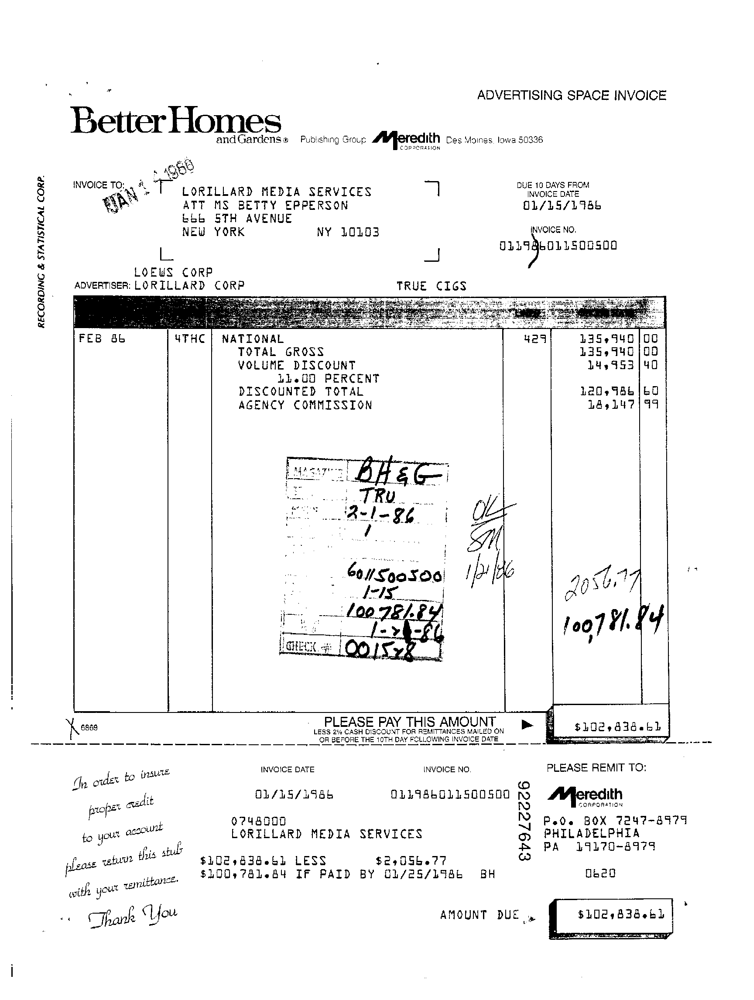 ADVERTISING SPACE INVOICE
Better Homes
and Gardens® Publishing Group Meredith CORPORATION Des Moines, Iowa 50336
RECORDING & STATISTICAL CORP.
INVOICE TO:
LORILLARD MEDIA SERVICES
ATT MS BETTY EPPERSON
666 5TH AVENUE
NEW YORK NY 10103
DUE 10 DAYS FROM
INVOICE DATE
01/15/1986
INVOICE NO.
011986011500500
LOEWS CORP
ADVERTISER: LORILLARD CORP TRUE CIGS
FEB 86 4THC NATIONAL 429 135,940 00
TOTAL GROSS 135,940 00
VOLUME DISCOUNT 14,953 40
11.00 PERCENT
DISCOUNTED TOTAL 120,986 60
AGENCY COMMISSION 18,147 99
MAGAZINE BH&G
TRU
2-1-86
1
6011500500
1-15
100781.84
CHECK #
OK
SM
1/21/86
2056.77
100,781.84
6868
PLEASE PAY THIS AMOUNT
LESS 2% CASH DISCOUNT FOR REMITTANCES MAILED ON
OR BEFORE THE 10TH DAY FOLLOWING INVOICE DATE
$102,838.61
In order to insure
proper credit
to your account
please return this stub
with your remittance.
Thank You
INVOICE DATE INVOICE NO.
01/15/1986 011986011500500
0748000
LORILLARD MEDIA SERVICES
$102,838.61 LESS $2,056.77
$100,781.84 IF PAID BY 01/25/1986 BH
92227643
PLEASE REMIT TO:
Meredith
CORPORATION
P.O. BOX 7247-8979
PHILADELPHIA
PA 19170-8979
0620
AMOUNT DUE $102,838.61